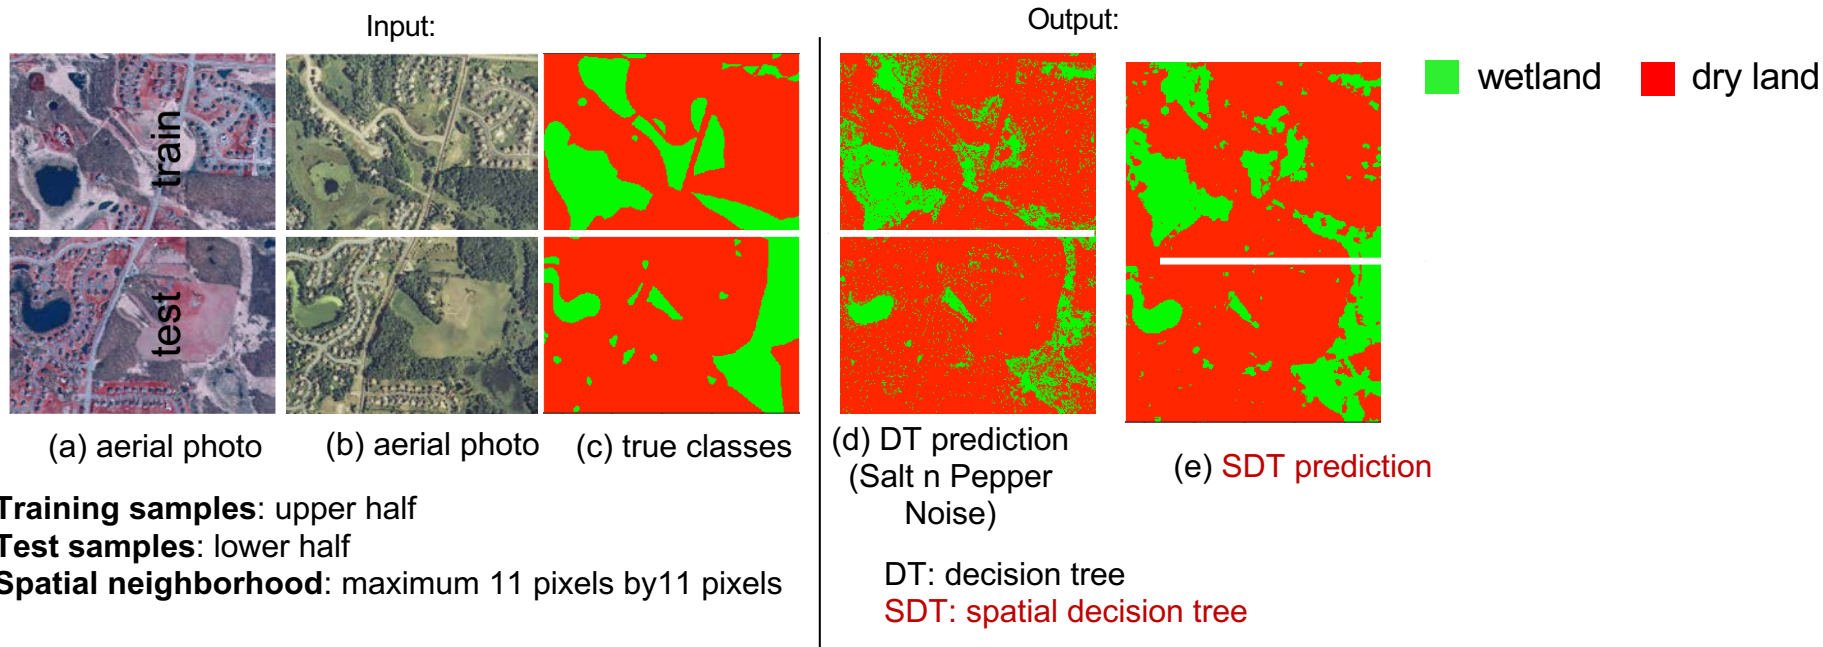 Input:
Output:
train
test
wetland
dry land
(a) aerial photo
(b) aerial photo
(c) true classes
(d) DT prediction
(Salt n Pepper
Noise)
(e) SDT prediction
Training samples: upper half
Test samples: lower half
Spatial neighborhood: maximum 11 pixels by11 pixels
DT: decision tree
SDT: spatial decision tree